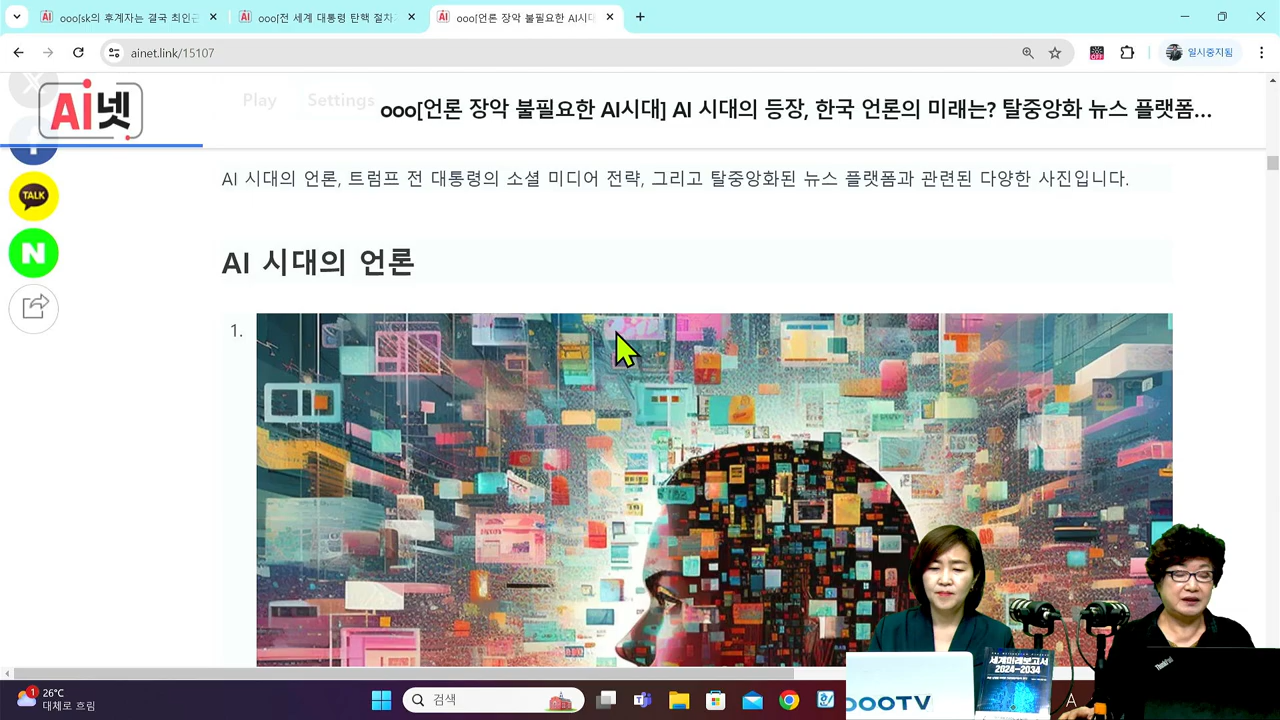 ooo[sk의 후계자는 결국 최인근
ooo[전 세계 대통령 탄핵 절차
ooo[언론 장악 불필요한 AI시대
ainet.link/15107
OFF
일시중지됨
Ai넷
Play
Settings
ooo[언론 장악 불필요한 AI시대] AI 시대의 등장, 한국 언론의 미래는? 탈중앙화 뉴스 플랫폼...
TALK
N
AI 시대의 언론, 트럼프 전 대통령의 소셜 미디어 전략, 그리고 탈중앙화된 뉴스 플랫폼과 관련된 다양한 사진입니다.
AI 시대의 언론
1.
세계미래보고서
2024-2034
ThinkPad
oooTV
1
26°C
대체로 흐림
검색
A